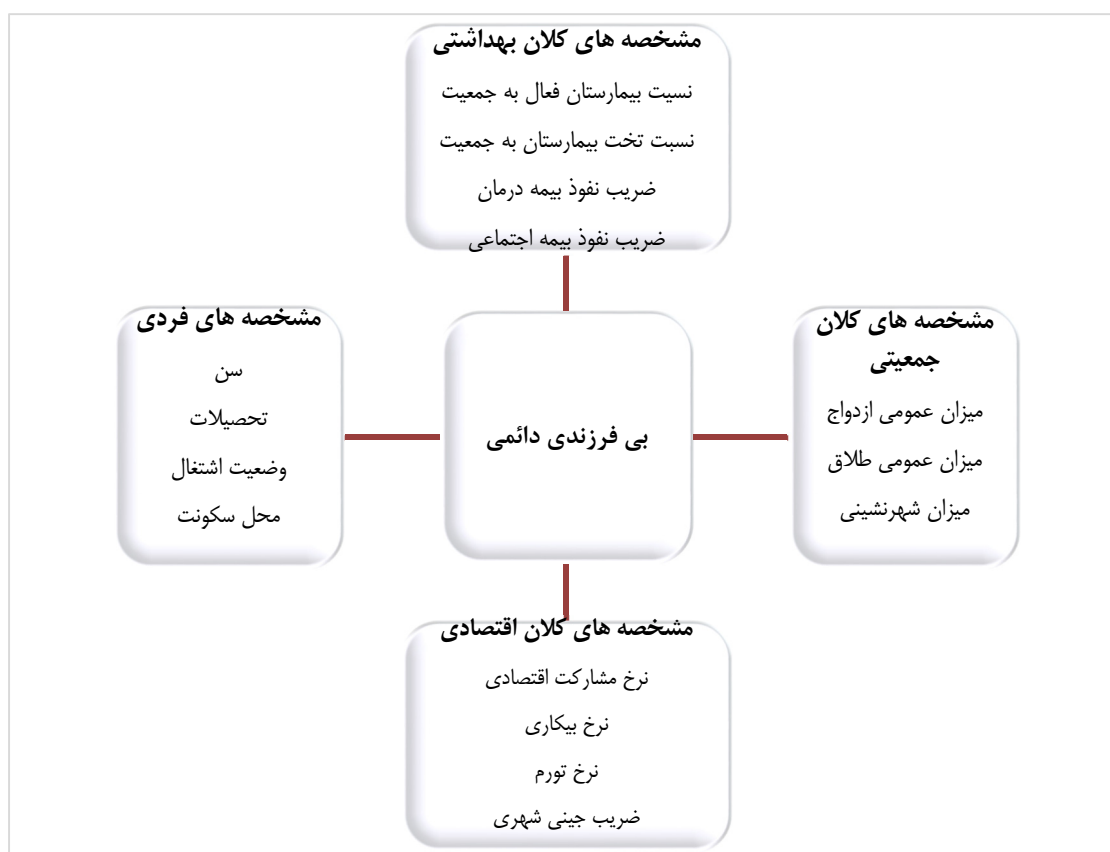 مشخصه های کلان بهداشتی
نسیت بیمارستان فعال به جمعیت
نسبت تخت بیمارستان به جمعیت
ضریب نفوذ بیمه درمان
ضریب نفوذ بیمه اجتماعی
مشخصه های کلان
جمعیتی
میزان عمومی ازدواج
میزان عمومی طلاق
میزان شهرنشینی
بی فرزندی دائمی
مشخصه های فردی
سن
تحصیلات
وضعیت اشتغال
محل سکونت
مشخصه های کلان اقتصادی
نرخ مشارکت اقتصادی
نرخ بیکاری
نرخ تورم
ضریب جینی شهری